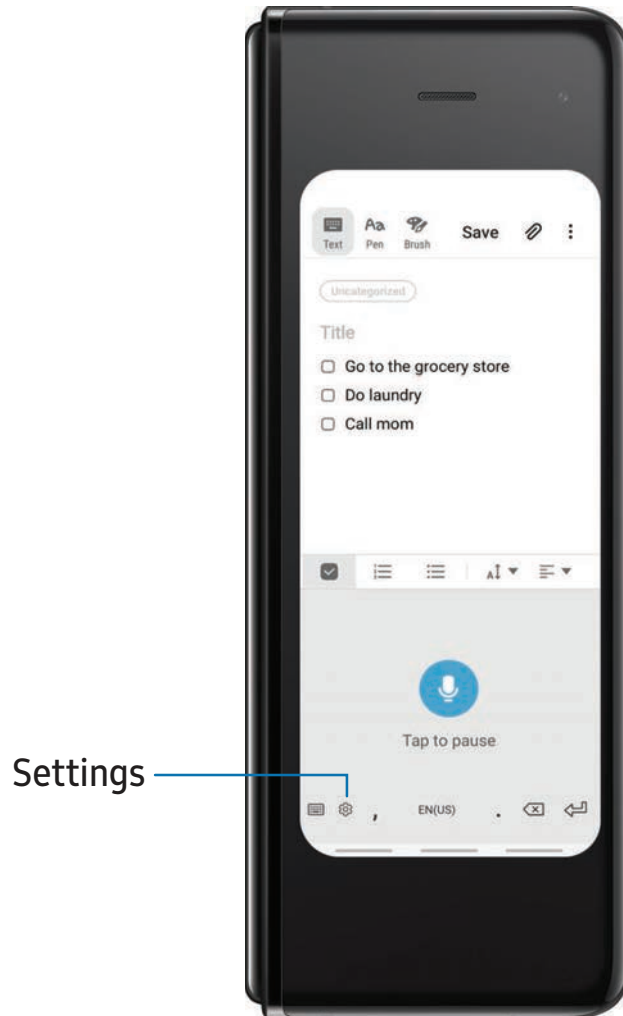 Text
Aa
Pen
Brush
Save
Uncategorized
Title
Go to the grocery store
Do laundry
Call mom
A
Tap to pause
Settings
,
EN(US)
.